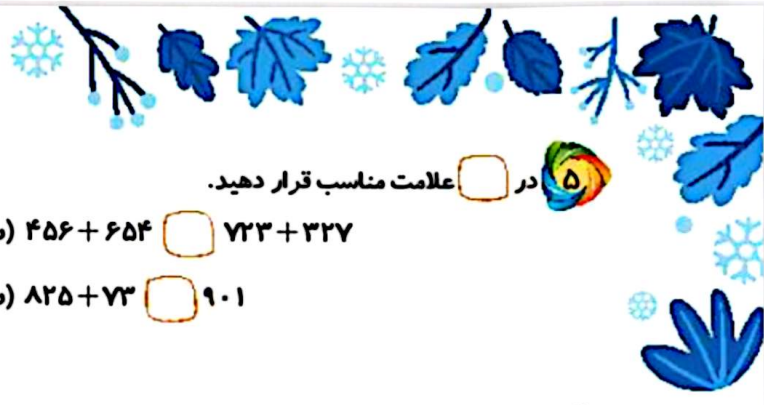 ۵ در □ علامت مناسب قرار دهید.
۴۵۶+۶۵۴ □ ۷۲۳+۳۲۷
۸۲۵+۷۳ □ ۹۰۱